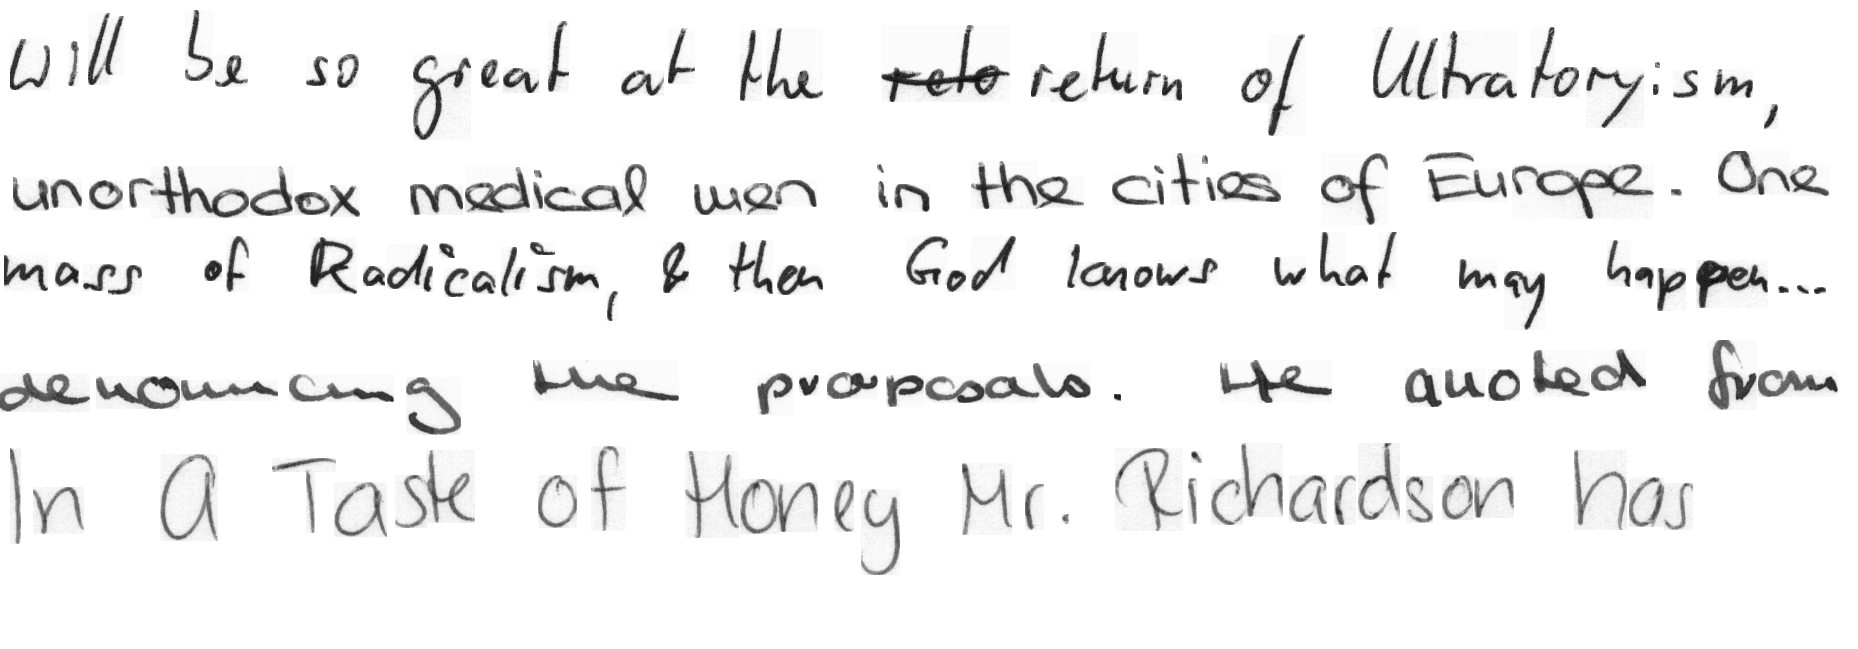 will be so great at the return of Ultratoryism,
unorthodox medical men in the cities of Europe. One
mass of Radicalism, & then God knows what may happen...
denouncing the proposals. He quoted from
In A Taste of Honey Mr. Richardson has